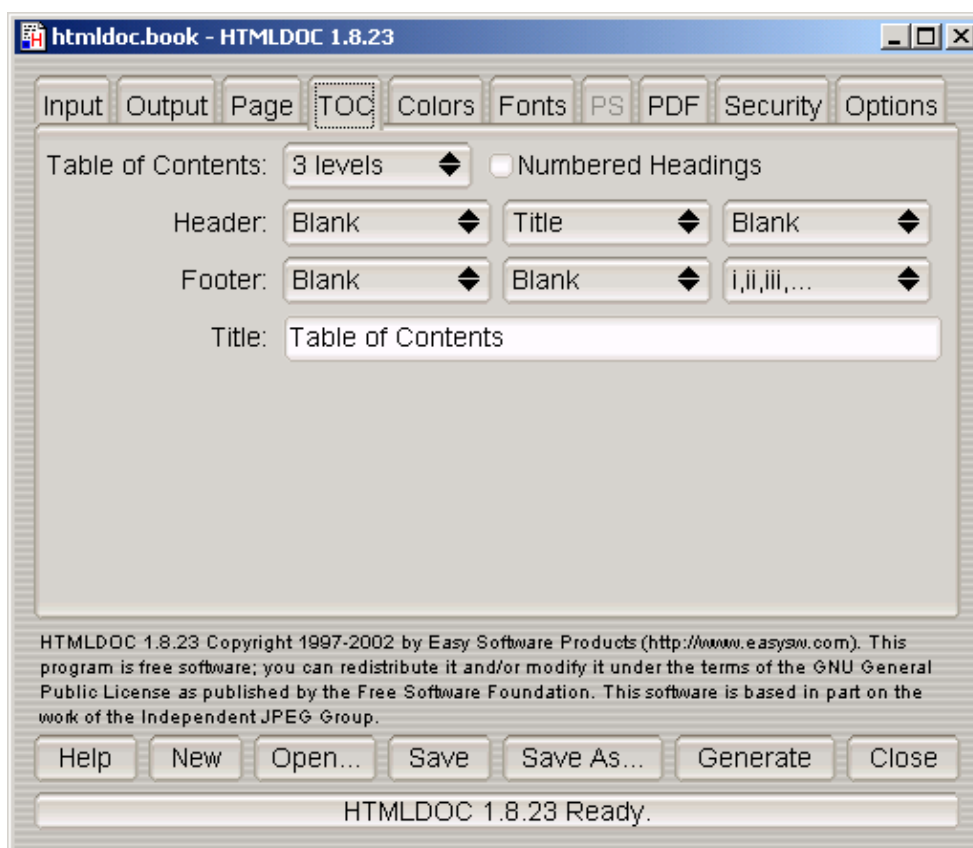 htmldoc.book - HTMLDOC 1.8.23
Input Output Page TOC Colors Fonts PS PDF Security Options
Table of Contents: 3 levels Numbered Headings
Header: Blank Title Blank
Footer: Blank Blank i,ii,iii,...
Title: Table of Contents
HTMLDOC 1.8.23 Copyright 1997-2002 by Easy Software Products (http://www.easysw.com). This
program is free software; you can redistribute it and/or modify it under the terms of the GNU General
Public License as published by the Free Software Foundation. This software is based in part on the
work of the Independent JPEG Group.
Help New Open... Save Save As... Generate Close
HTMLDOC 1.8.23 Ready.